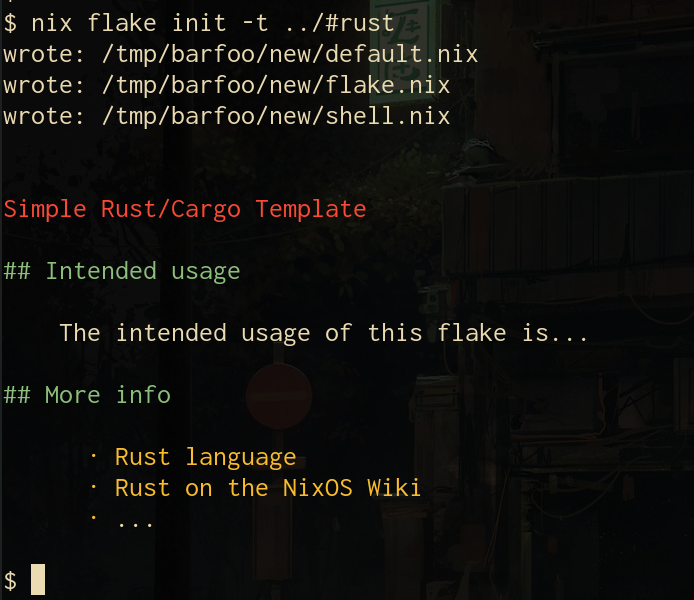 $ nix flake init -t ../#rust
wrote: /tmp/barfoo/new/default.nix
wrote: /tmp/barfoo/new/flake.nix
wrote: /tmp/barfoo/new/shell.nix
Simple Rust/Cargo Template
## Intended usage
The intended usage of this flake is...
## More info
· Rust language
· Rust on the NixOS Wiki
· ...
$